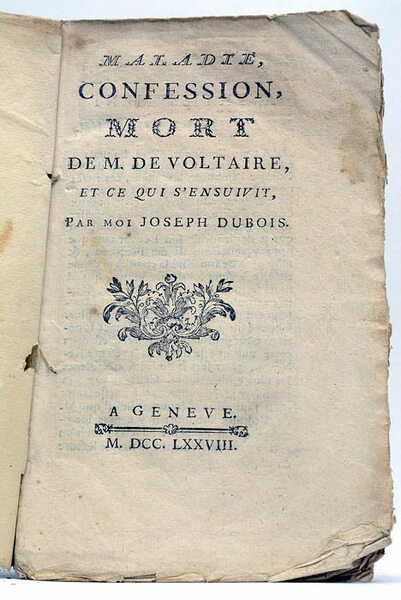 MALADIE,
CONFESSION,
MORT
DE M. DE VOLTAIRE,
ET CE QUI S'ENSUIVIT,
PAR MOI JOSEPH DUBOIS.
A GENEVE.
M. DCC. LXXVIII.